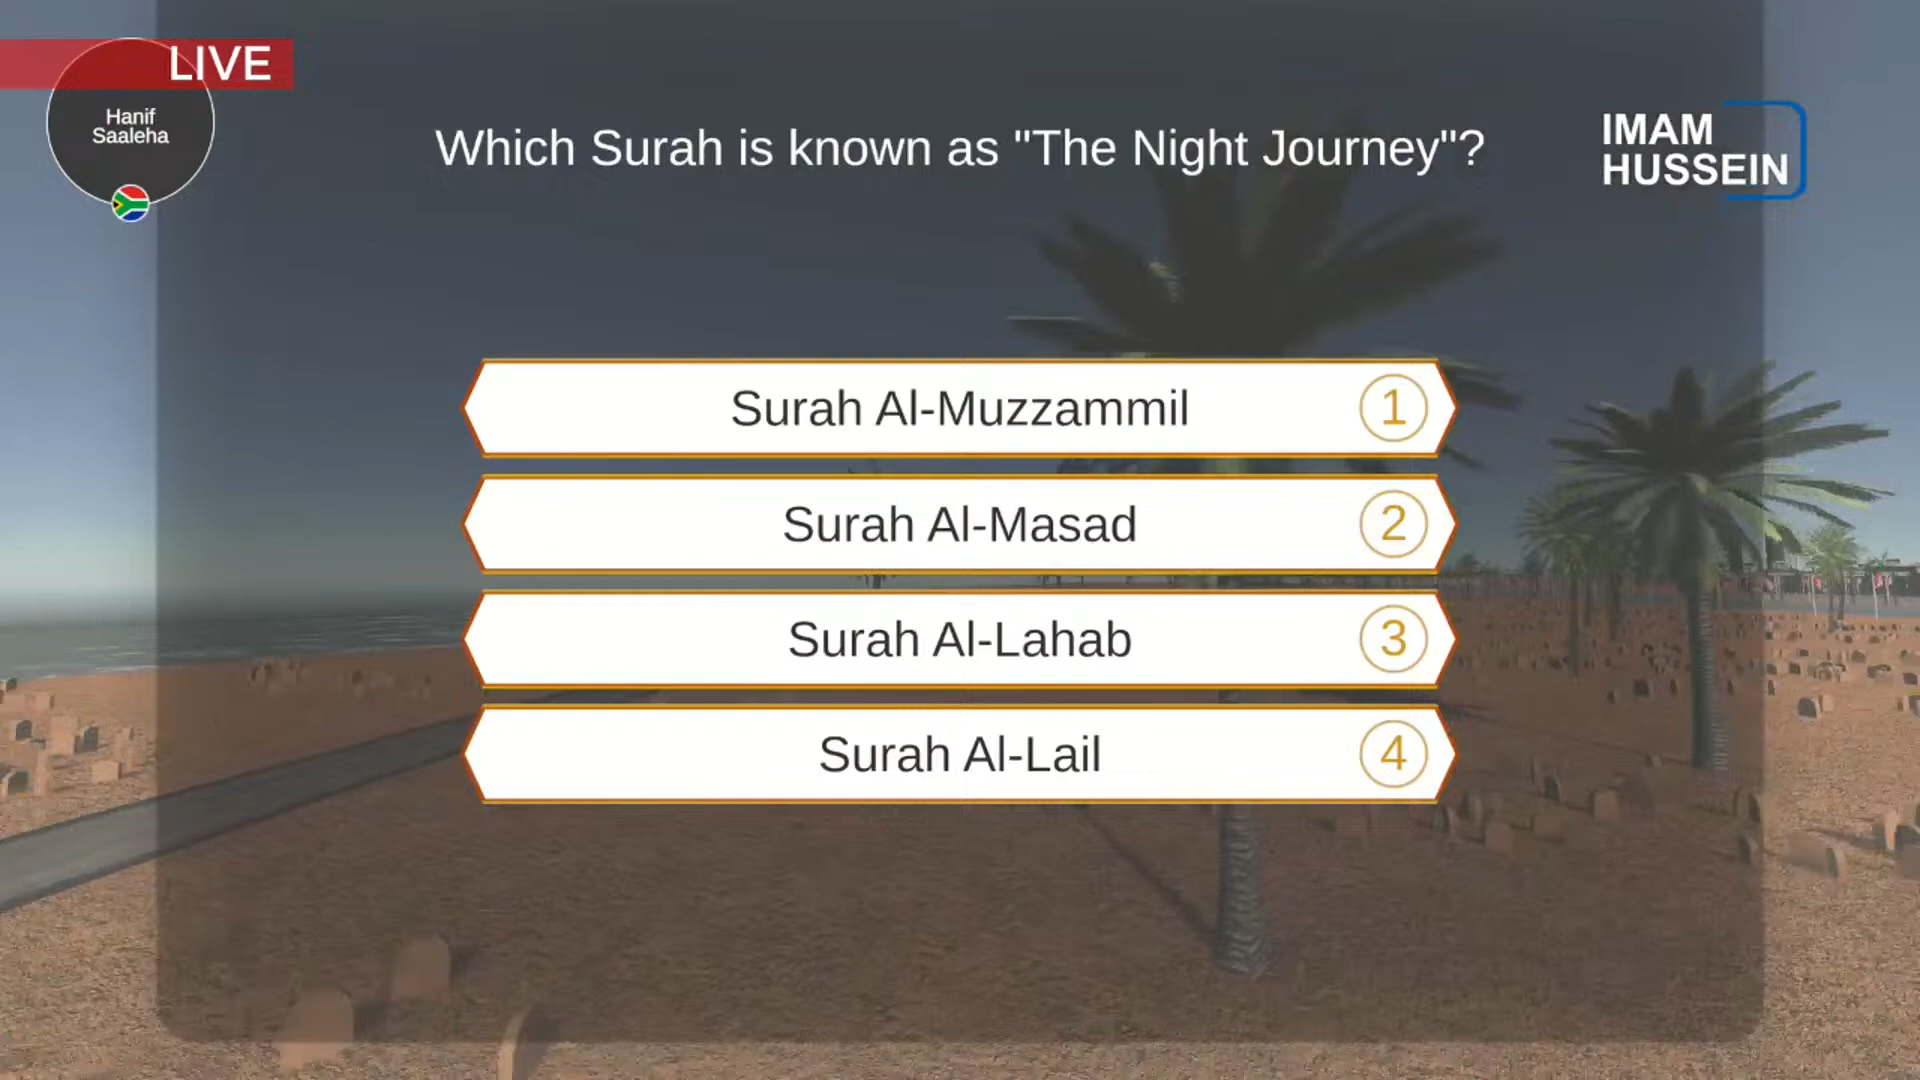 LIVE
Hanif
Saaleha
Which Surah is known as "The Night Journey"?
IMAM
HUSSEIN
Surah Al-Muzzammil 1
Surah Al-Masad 2
Surah Al-Lahab 3
Surah Al-Lail 4